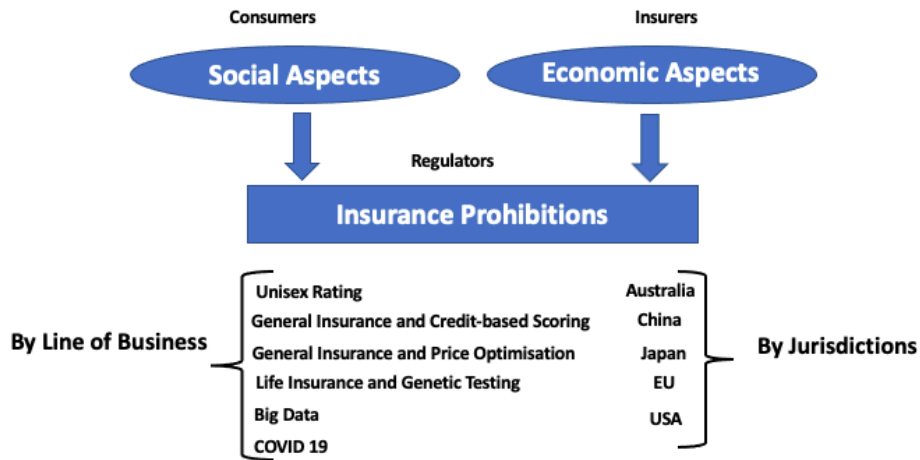 Consumers
Insurers
Social Aspects
Economic Aspects
Regulators
Insurance Prohibitions
By Line of Business
Unisex Rating
General Insurance and Credit-based Scoring
General Insurance and Price Optimisation
Life Insurance and Genetic Testing
Big Data
COVID 19
Australia
China
Japan
EU
USA
By Jurisdictions